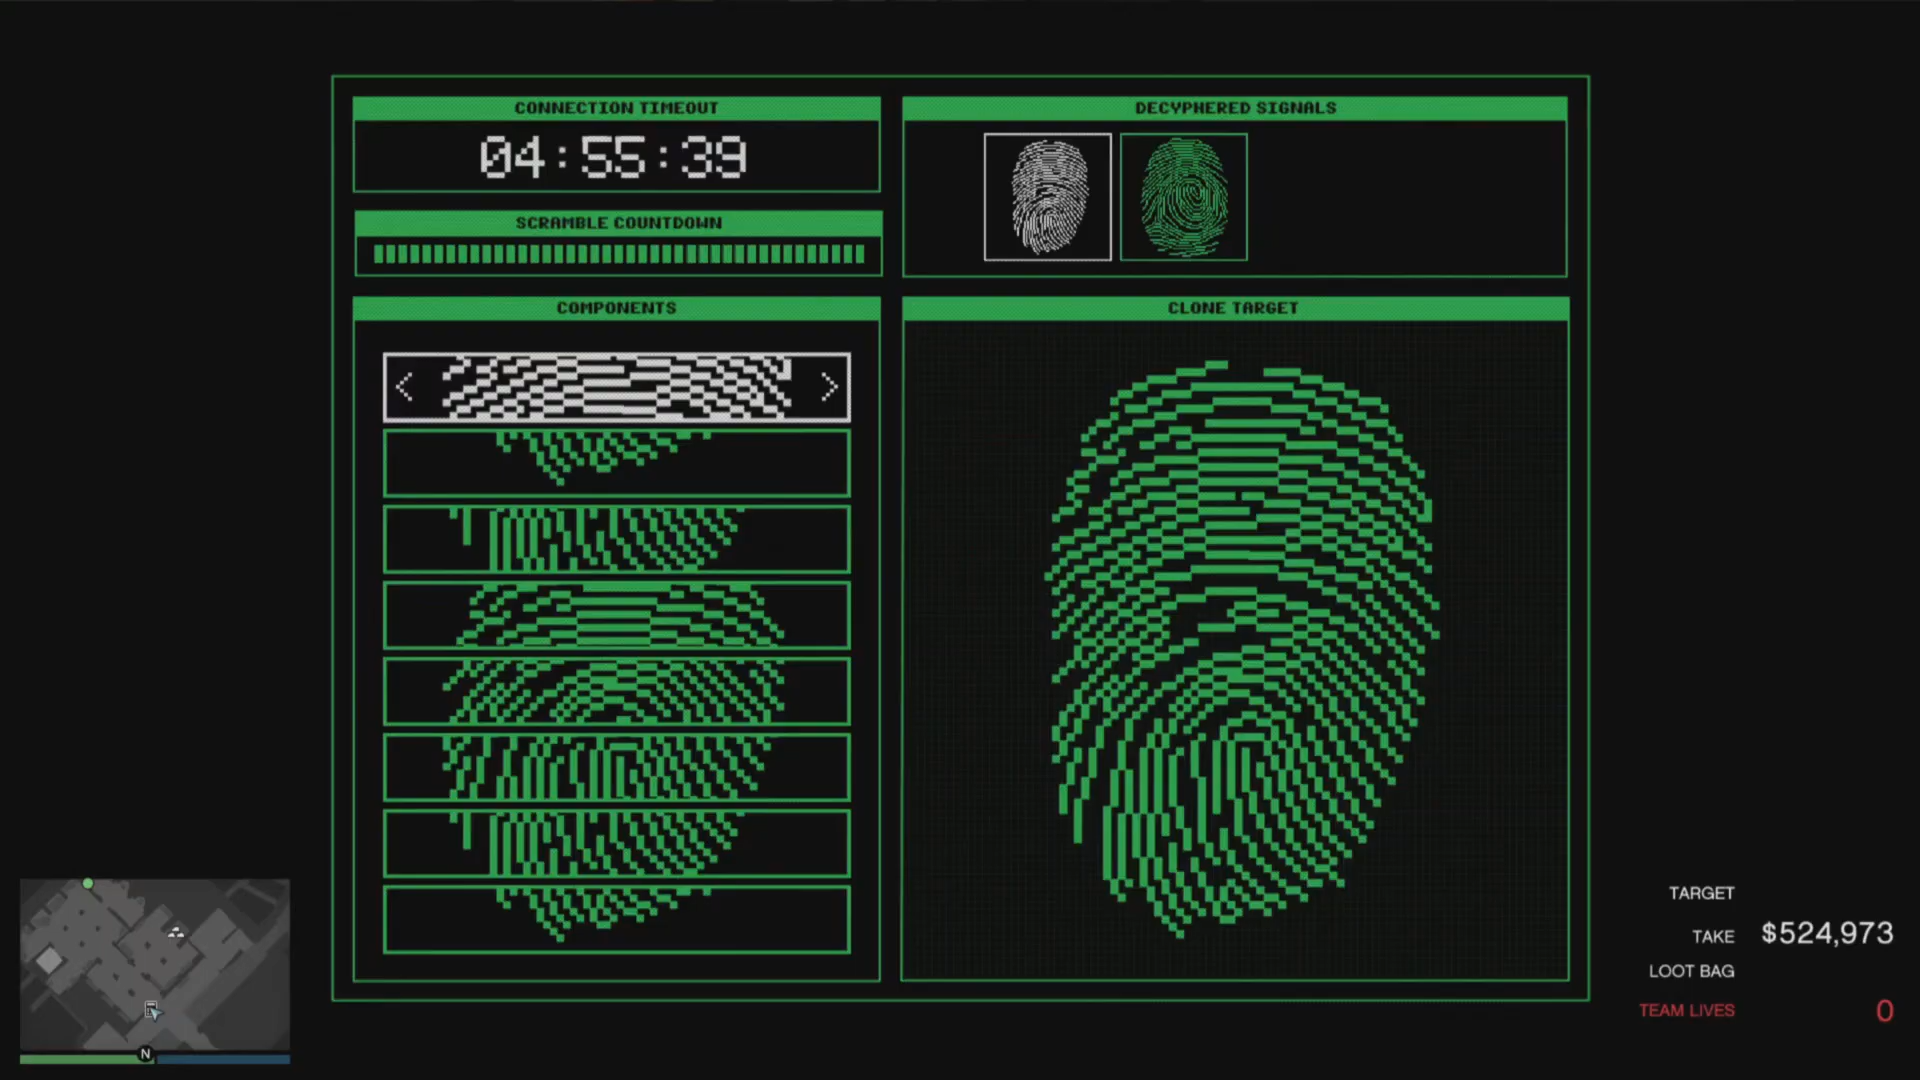 CONNECTION TIMEOUT
04:55:39
DECYPHERED SIGNALS
SCRAMBLE COUNTDOWN
COMPONENTS
CLONE TARGET
< >
TARGET
TAKE $524,973
LOOT BAG
TEAM LIVES 0
N